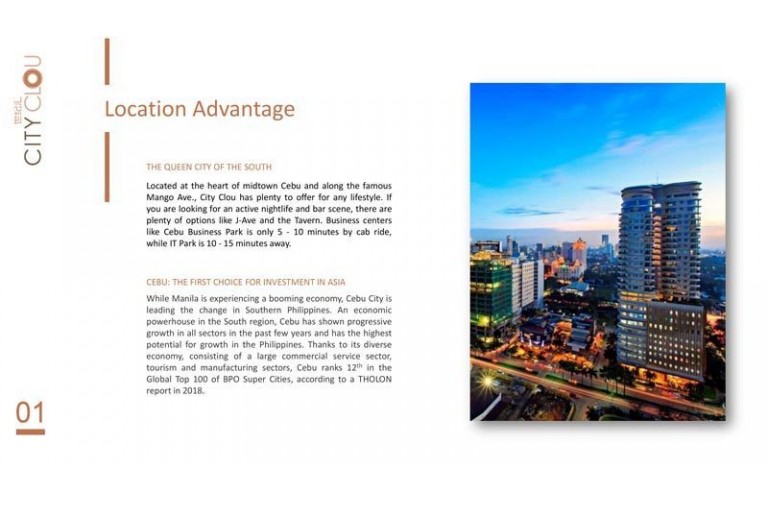 CITY CLOU
Location Advantage
THE QUEEN CITY OF THE SOUTH
Located at the heart of midtown Cebu and along the famous
Mango Ave., City Clou has plenty to offer for any lifestyle. If
you are looking for an active nightlife and bar scene, there are
plenty of options like J-Ave and the Tavern. Business centers
like Cebu Business Park is only 5 - 10 minutes by cab ride,
while IT Park is 10 - 15 minutes away.
CEBU: THE FIRST CHOICE FOR INVESTMENT IN ASIA
While Manila is experiencing a booming economy, Cebu City is
leading the change in Southern Philippines. An economic
powerhouse in the South region, Cebu has shown progressive
growth in all sectors in the past few years and has the highest
potential for growth in the Philippines. Thanks to its diverse
economy, consisting of a large commercial service sector,
tourism and manufacturing sectors, Cebu ranks 12th in the
Global Top 100 of BPO Super Cities, according to a THOLON
report in 2018.
01